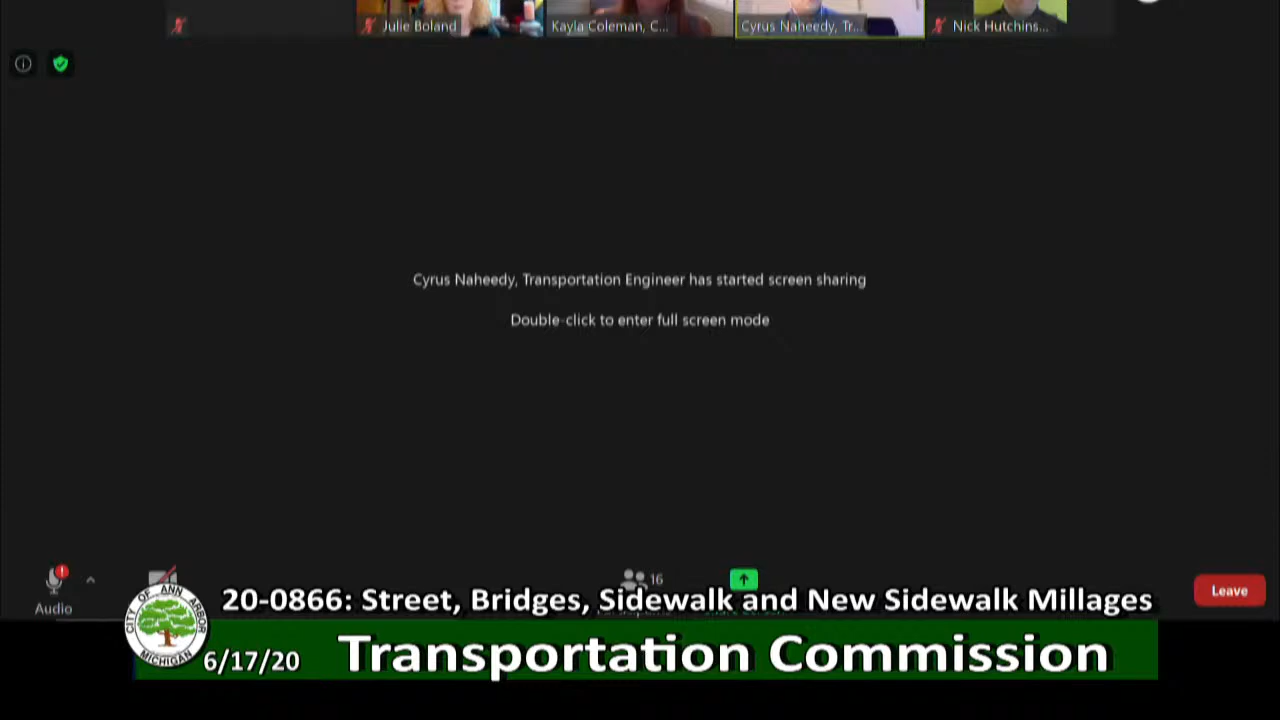 Julie Boland
Kayla Coleman, C...
Cyrus Naheedy, Tr...
Nick Hutchins...
Cyrus Naheedy, Transportation Engineer has started screen sharing
Double-click to enter full screen mode
16
Audio
Leave
20-0866: Street, Bridges, Sidewalk and New Sidewalk Millages
CITY OF ANN ARBOR
MICHIGAN
6/17/20
Transportation Commission